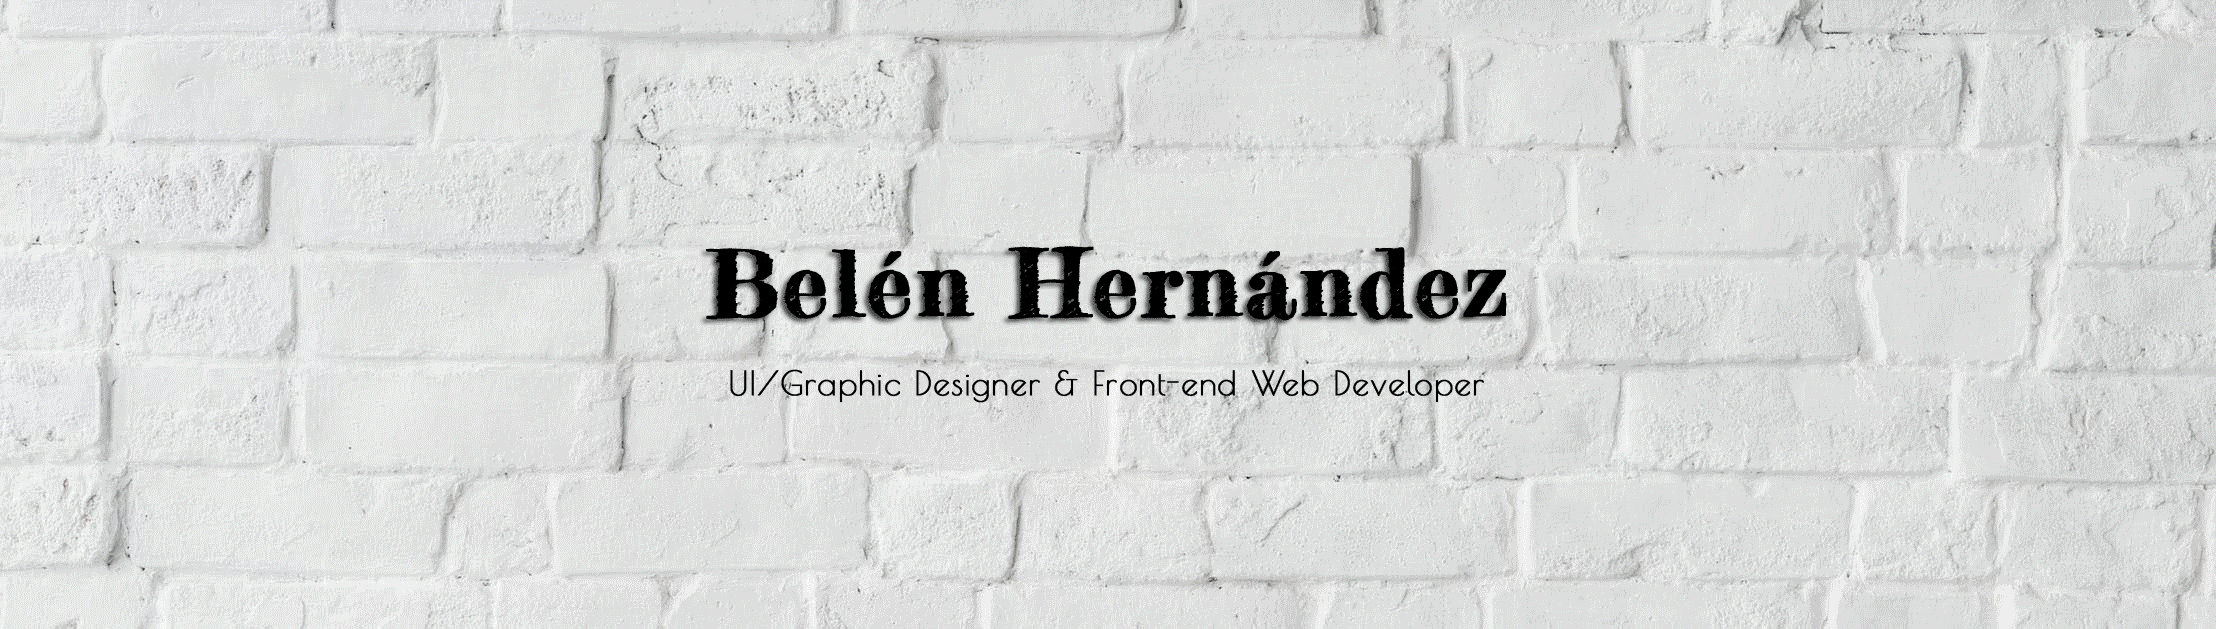 Belén Hernández
UI/Graphic Designer & Front-end Web Developer